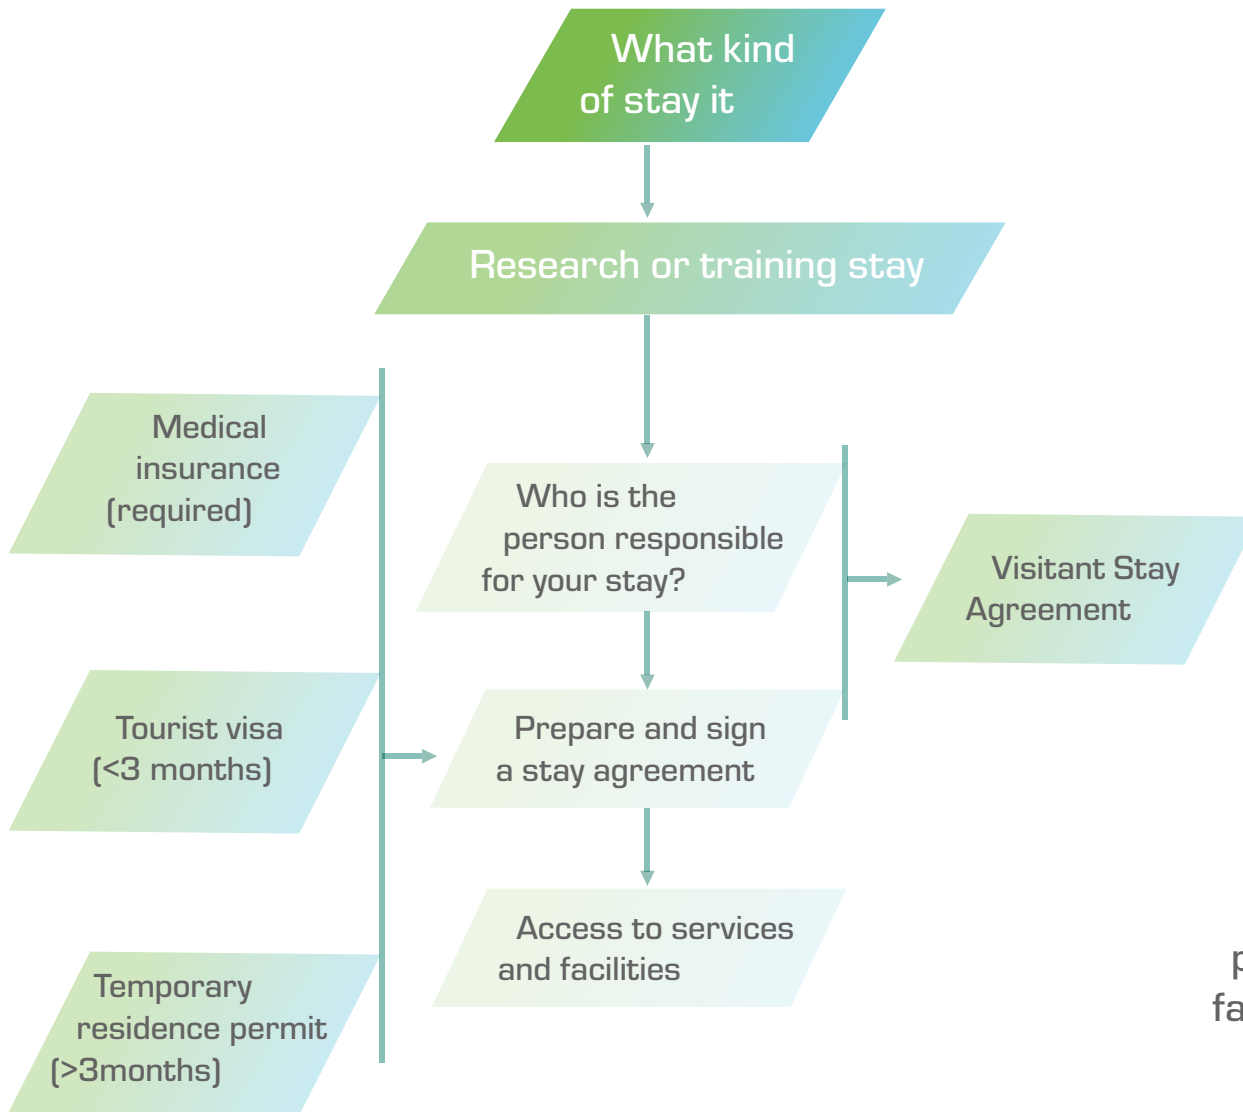 What kind
of stay it
Research or training stay
Medical
insurance
(required)
Who is the
person responsible
for your stay?
Visitant Stay
Agreement
Tourist visa
(<3 months)
Prepare and sign
a stay agreement
Access to services
and facilities
Temporary
residence permit
(>3months)
p
fa